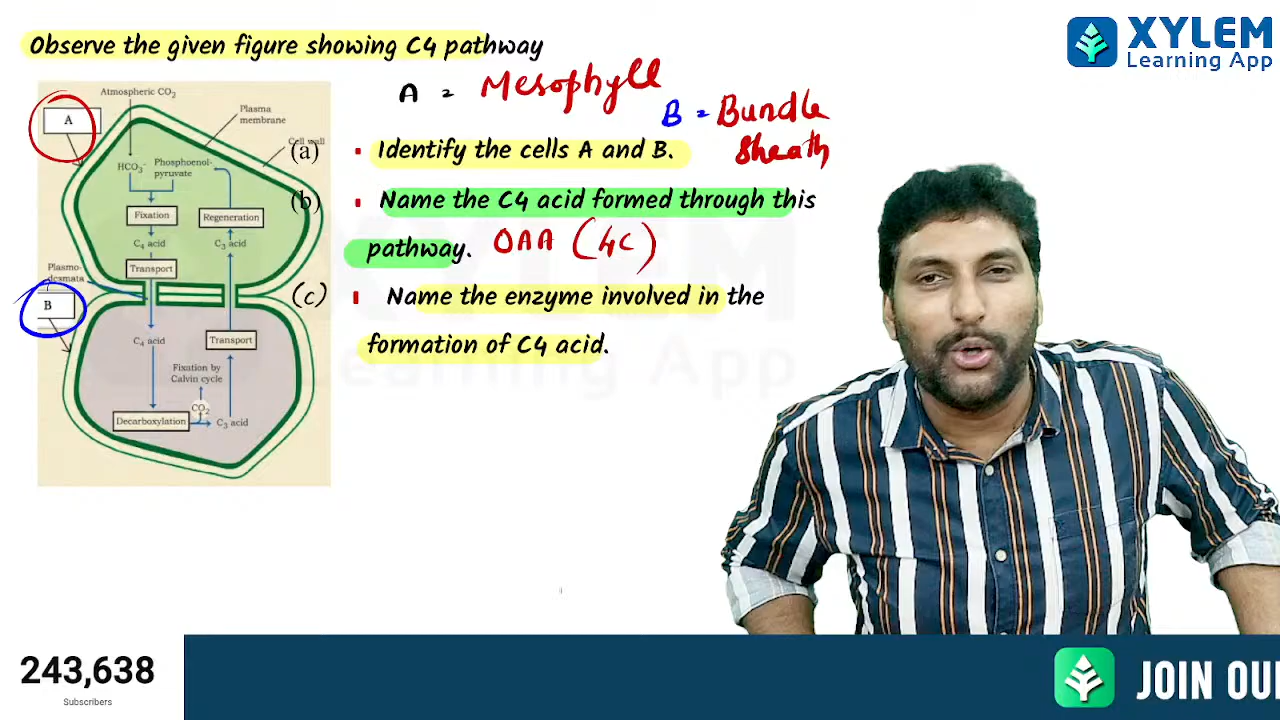 Observe the given figure showing C4 pathway
XYLEM
Learning App
A = Mesophyll
B = Bundle
Sheath
(a) Identify the cells A and B.
(b) Name the C4 acid formed through this
pathway. OAA (4C)
(c) Name the enzyme involved in the
formation of C4 acid.
Atmospheric CO₂
A
Plasma
membrane
Cell wall
HCO₃⁻ Phosphoenol-
pyruvate
Fixation
Regeneration
C₄ acid
C₃ acid
Transport
Plasmo-
desmata
B
C₄ acid
Transport
Fixation by
Calvin cycle
CO₂
Decarboxylation
C₃ acid
XYLEM
Learning App
243,638
Subscribers
JOIN OU